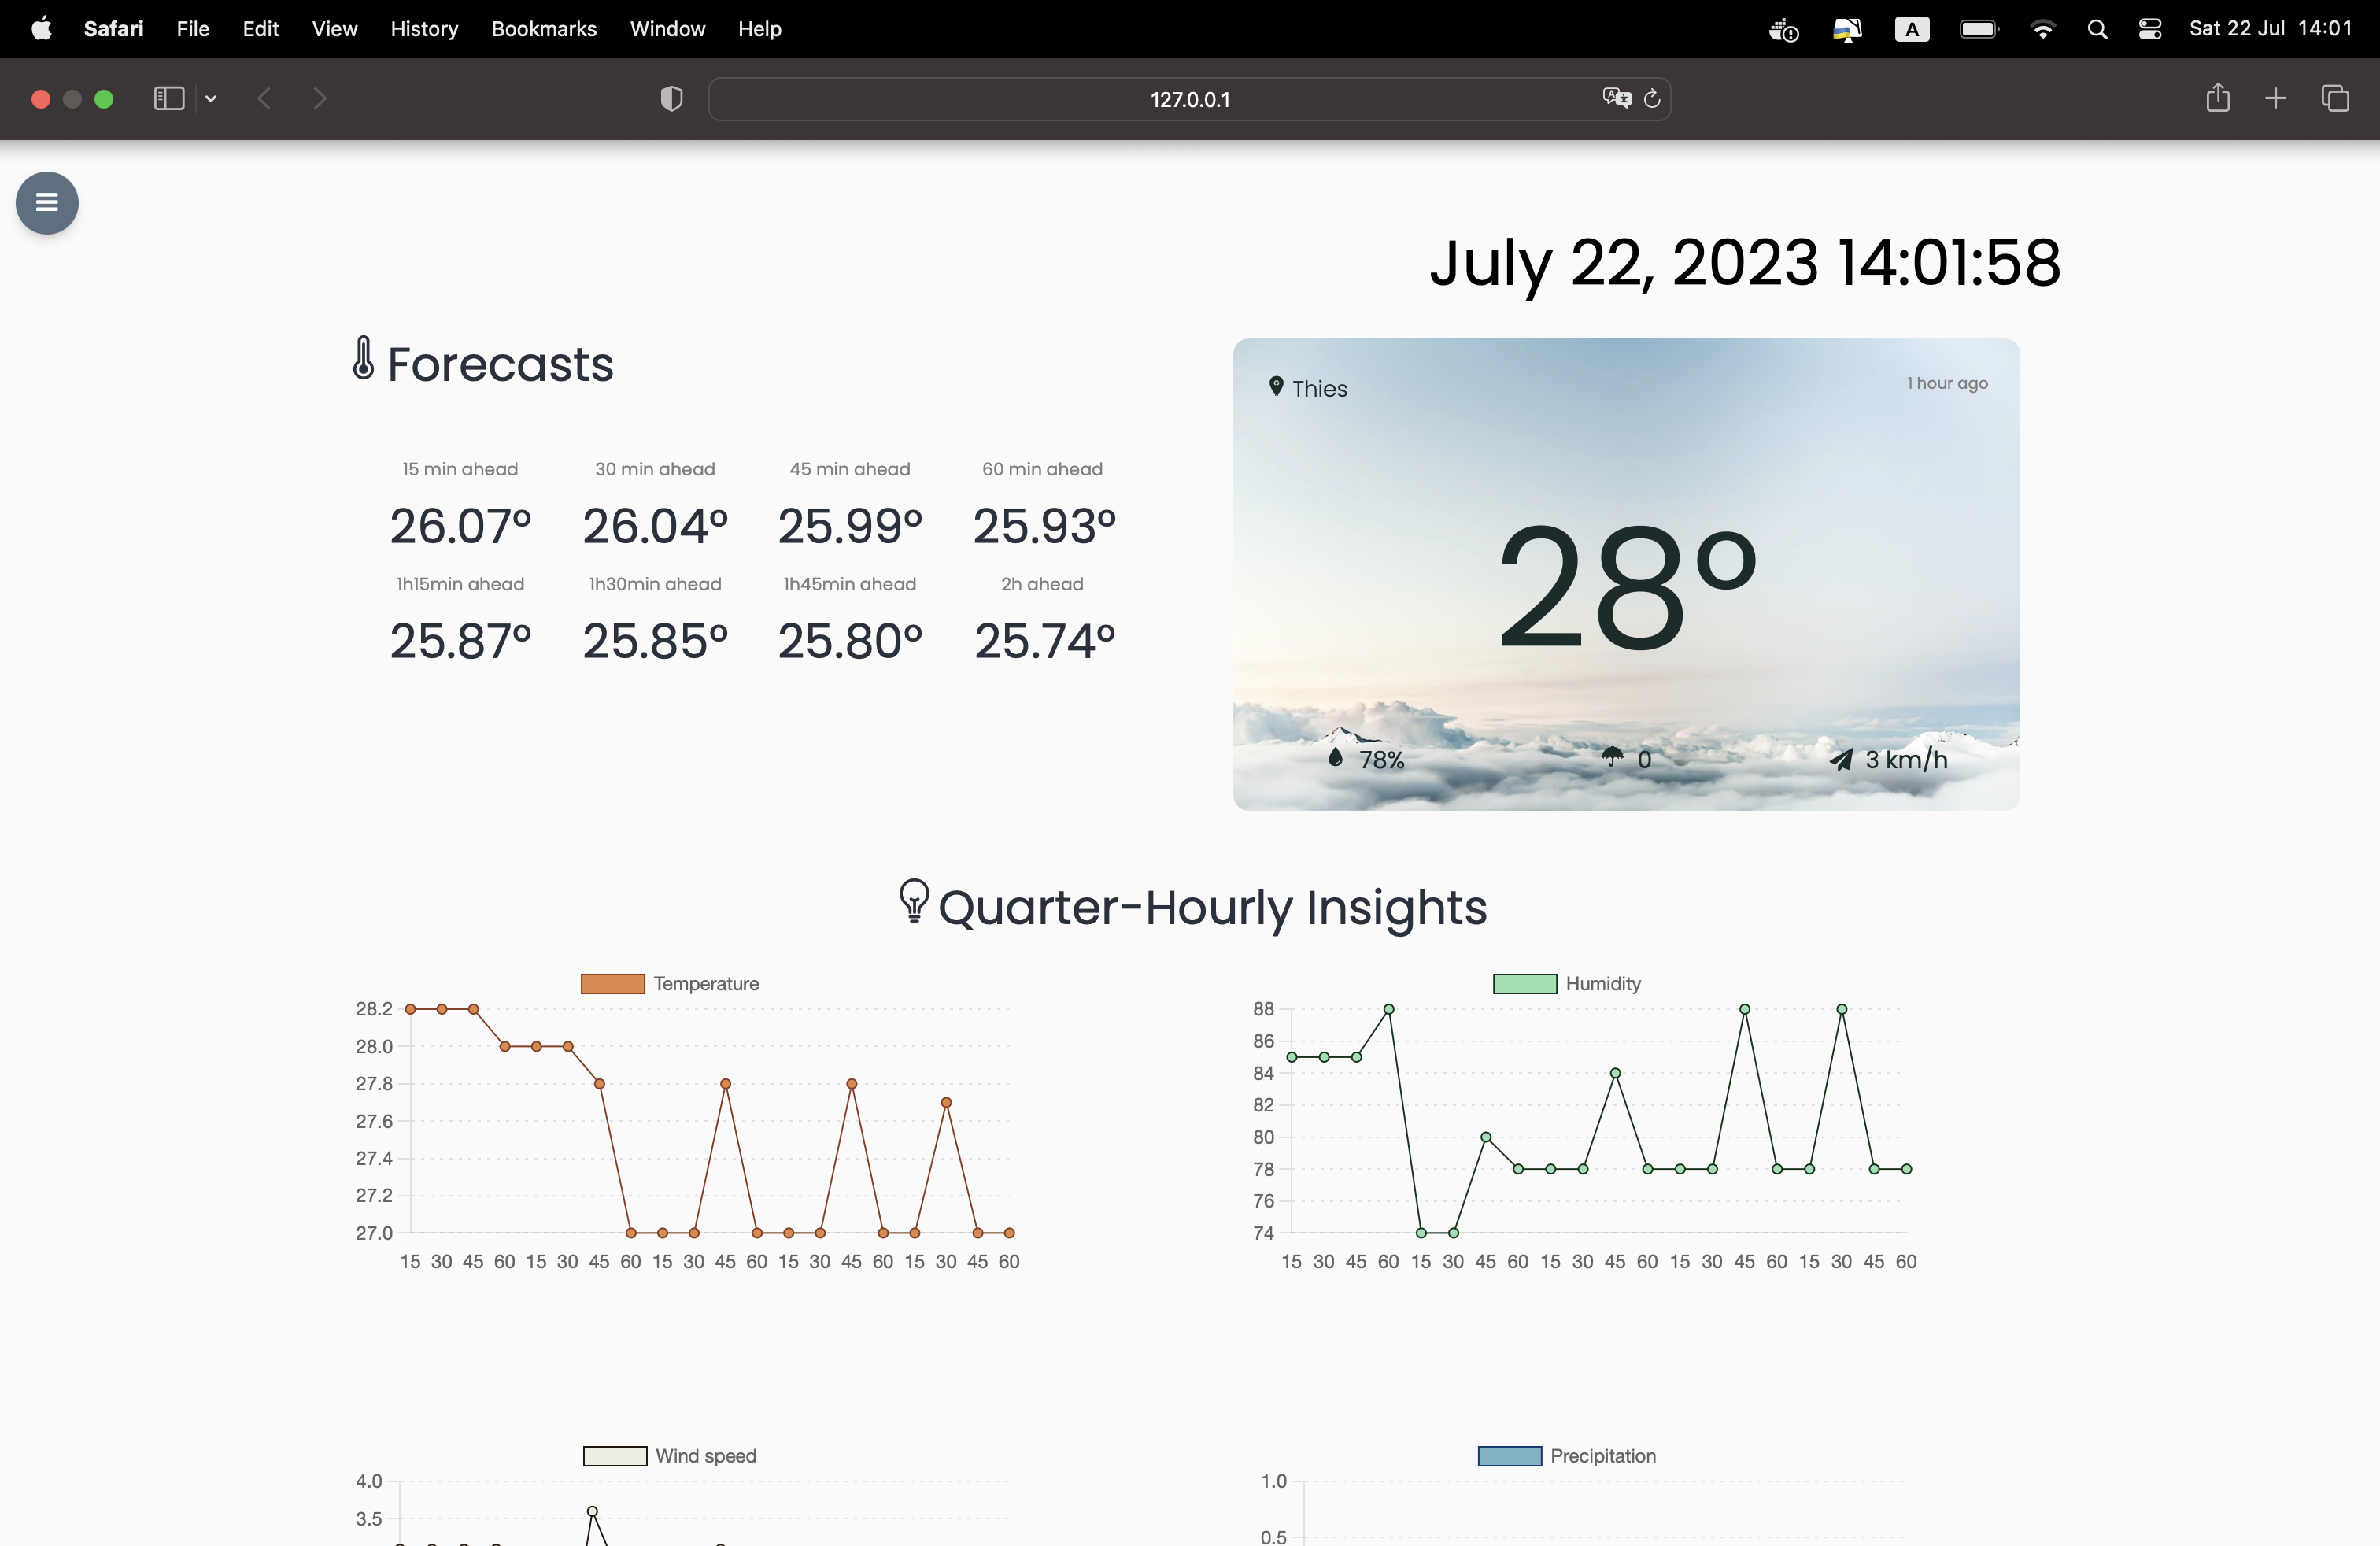 Safari File Edit View History Bookmarks Window Help A Sat 22 Jul 14:01
127.0.0.1
July 22, 2023 14:01:58
Forecasts
15 min ahead 30 min ahead 45 min ahead 60 min ahead
26.07° 26.04° 25.99° 25.93°
1h15min ahead 1h30min ahead 1h45min ahead 2h ahead
25.87° 25.85° 25.80° 25.74°
Thies 1 hour ago
28°
78% 0 3 km/h
Quarter-Hourly Insights
Temperature
28.2
28.0
27.8
27.6
27.4
27.2
27.0
15 30 45 60 15 30 45 60 15 30 45 60 15 30 45 60 15 30 45 60
Humidity
88
86
84
82
80
78
76
74
15 30 45 60 15 30 45 60 15 30 45 60 15 30 45 60 15 30 45 60
Wind speed
4.0
3.5
Precipitation
1.0
0.5